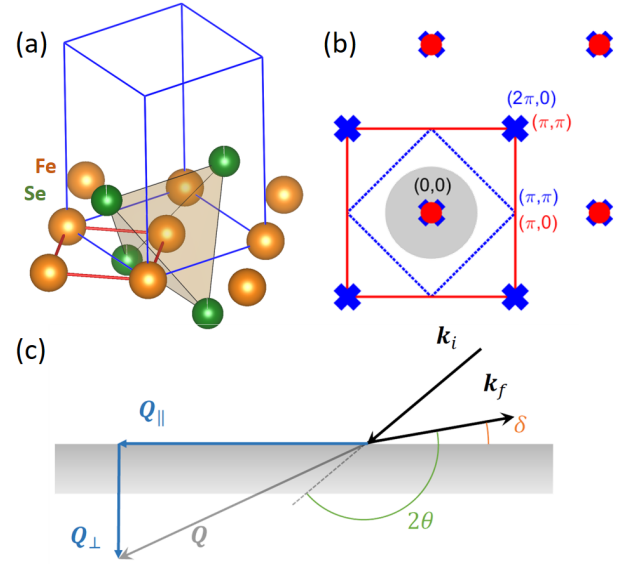 (a)
Fe
Se
(b)
(2π,0)
(π,π)
(0,0)
(π,π)
(π,0)
(c)
k_i
k_f
Q_∥
δ
Q_⊥
Q
2θ